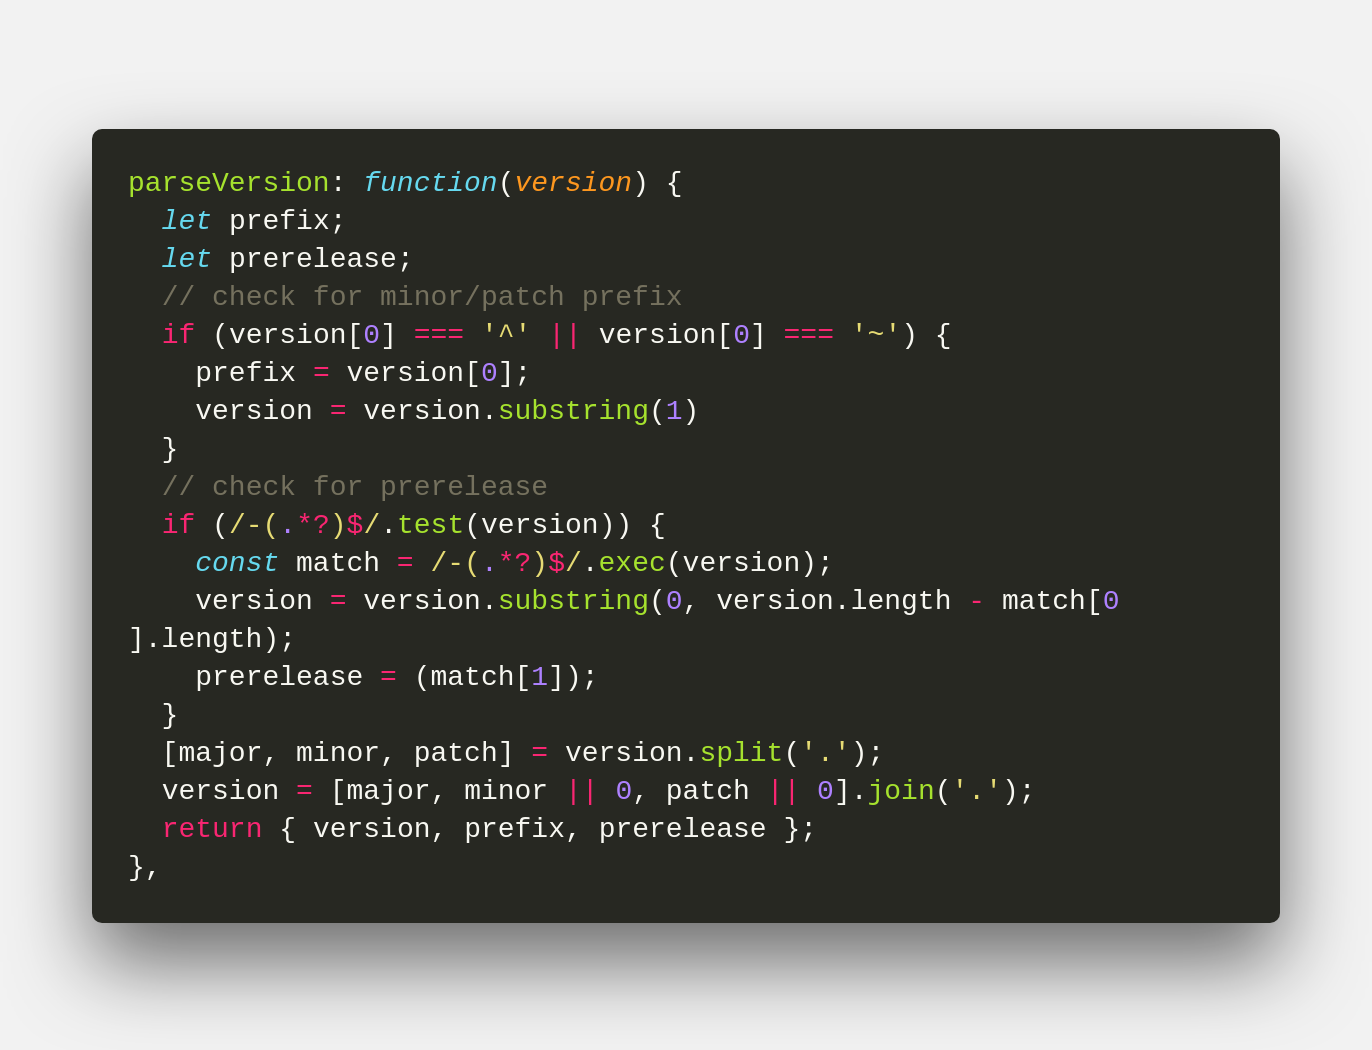 parseVersion: function(version) {
  let prefix;
  let prerelease;
  // check for minor/patch prefix
  if (version[0] === '^' || version[0] === '~') {
    prefix = version[0];
    version = version.substring(1)
  }
  // check for prerelease
  if (/-(.*?)$/.test(version)) {
    const match = /-(.*?)$/.exec(version);
    version = version.substring(0, version.length - match[0
].length);
    prerelease = (match[1]);
  }
  [major, minor, patch] = version.split('.');
  version = [major, minor || 0, patch || 0].join('.');
  return { version, prefix, prerelease };
},